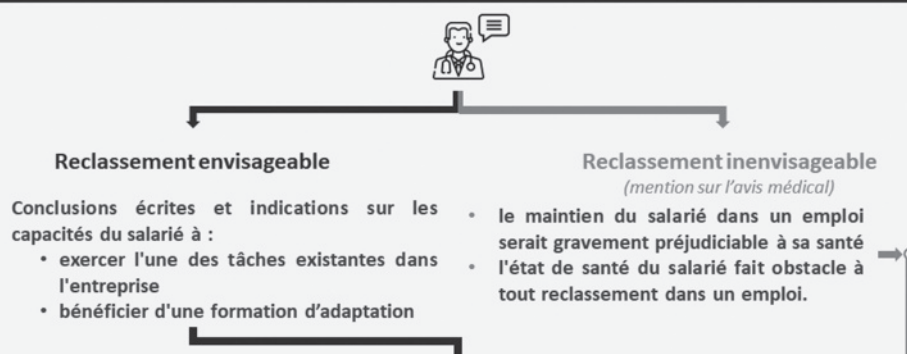 Reclassement envisageable
Conclusions écrites et indications sur les
capacités du salarié à :
• exercer l'une des tâches existantes dans
l'entreprise
• bénéficier d'une formation d’adaptation
Reclassement inenvisageable
(mention sur l’avis médical)
• le maintien du salarié dans un emploi
serait gravement préjudiciable à sa santé
• l'état de santé du salarié fait obstacle à
tout reclassement dans un emploi.